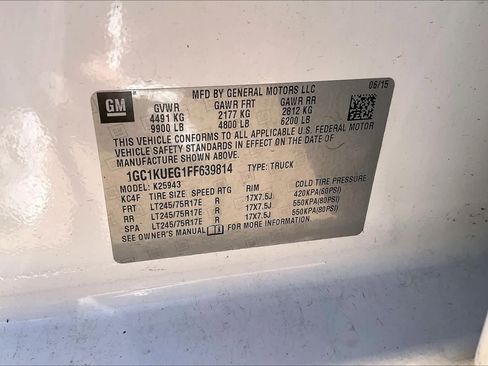 MFD BY GENERAL MOTORS LLC
06/15
GM
GVWR GAWR FRT GAWR RR
4491 KG 2177 KG 2812 KG
9900 LB 4800 LB 6200 LB
THIS VEHICLE CONFORMS TO ALL APPLICABLE U.S. FEDERAL MOTOR
VEHICLE SAFETY STANDARDS IN EFFECT ON THE DATE OF
MANUFACTURE SHOWN ABOVE.
1GC1KUEG1FF639814 TYPE: TRUCK
MODEL: K25943
KC4F TIRE SIZE SPEED RTG RIM COLD TIRE PRESSURE
FRT LT245/75R17E R 17X7.5J 420KPA(60PSI)
RR LT245/75R17E R 17X7.5J 550KPA(80PSI)
SPA LT245/75R17E R 17X7.5J 550KPA(80PSI)
SEE OWNER'S MANUAL